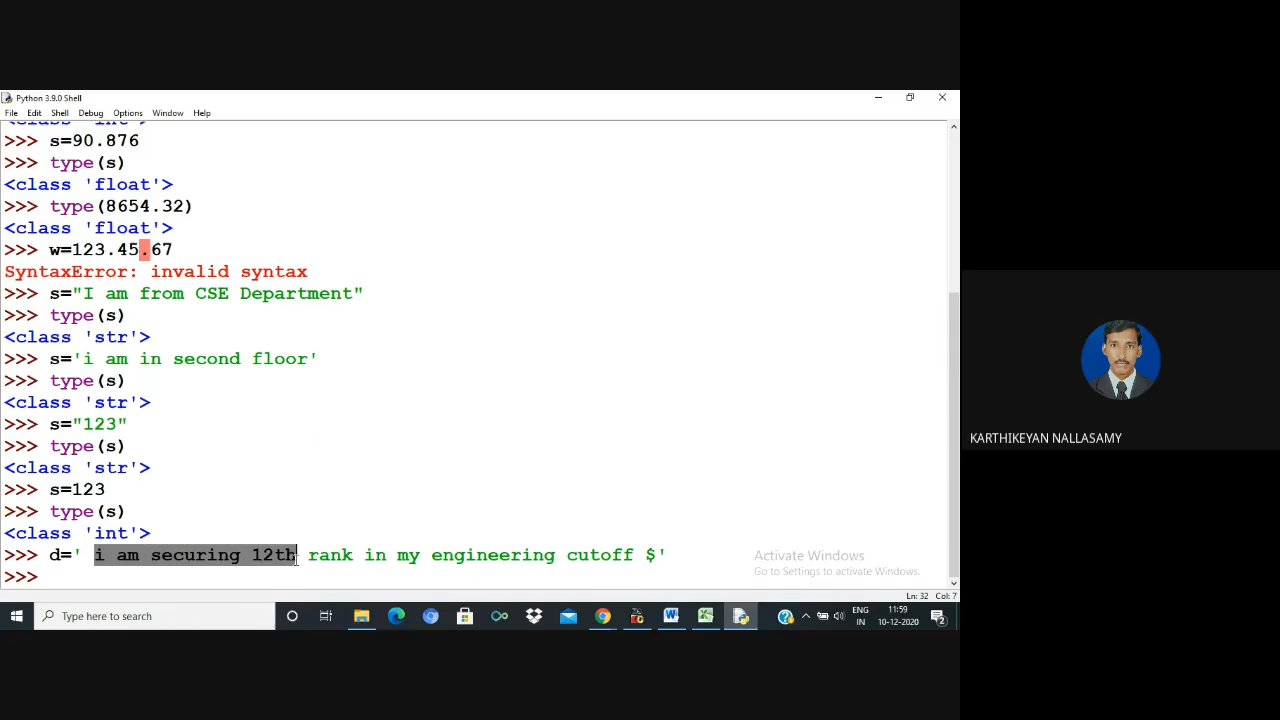 Python 3.9.0 Shell
File Edit Shell Debug Options Window Help
>>> s=90.876
>>> type(s)
<class 'float'>
>>> type(8654.32)
<class 'float'>
>>> w=123.45.67
SyntaxError: invalid syntax
>>> s="I am from CSE Department"
>>> type(s)
<class 'str'>
>>> s='i am in second floor'
>>> type(s)
<class 'str'>
>>> s="123"
>>> type(s)
<class 'str'>
>>> s=123
>>> type(s)
<class 'int'>
>>> d=' i am securing 12th rank in my engineering cutoff $'
>>>
Activate Windows
Go to Settings to activate Windows.
Ln: 32 Col: 7
Type here to search
ENG
IN
11:59
10-12-2020
2
KARTHIKEYAN NALLASAMY